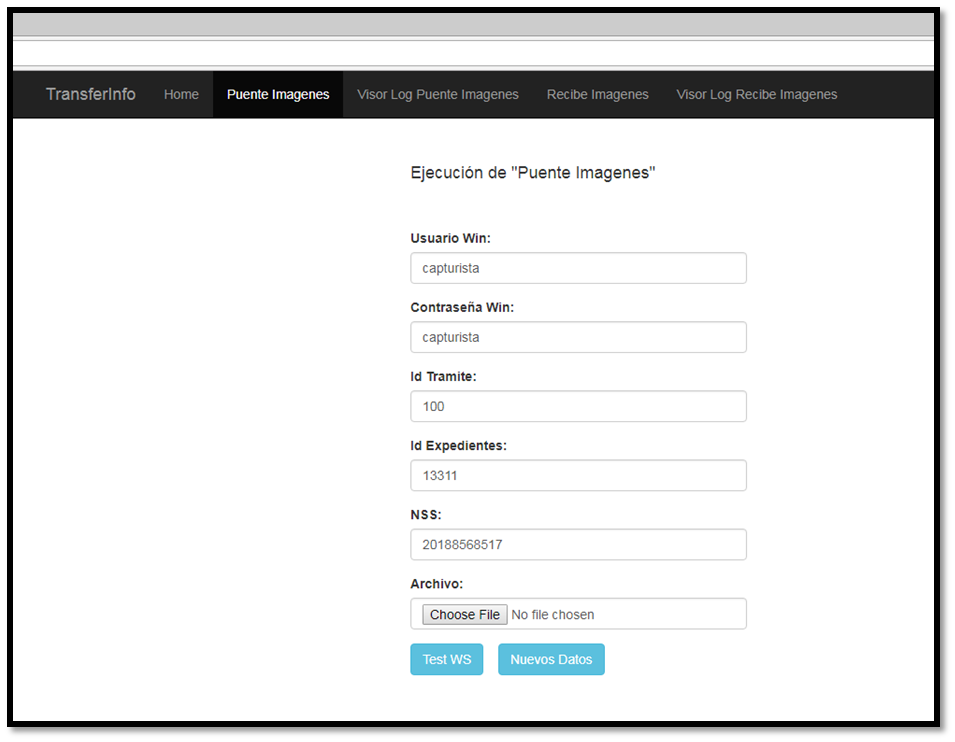 TransferInfo Home Puente Imagenes Visor Log Puente Imagenes Recibe Imagenes Visor Log Recibe Imagenes
Ejecución de "Puente Imagenes"
Usuario Win:
capturista
Contraseña Win:
capturista
Id Tramite:
100
Id Expedientes:
13311
NSS:
20188568517
Archivo:
Choose File No file chosen
Test WS Nuevos Datos